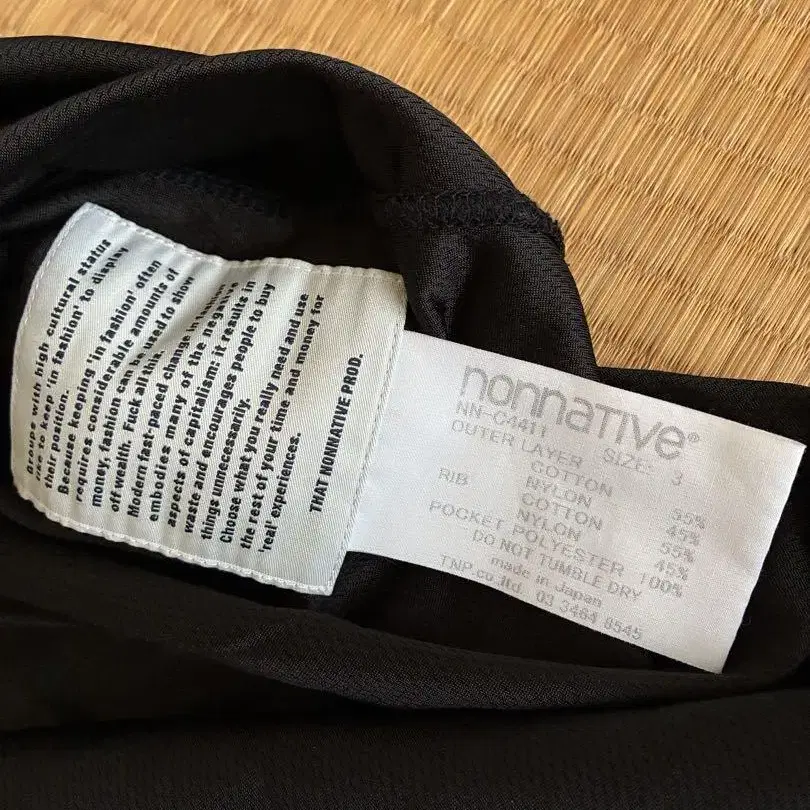 Groups with high cultural status
use to keep 'in fashion' to display
their position.
Because keeping 'in fashion' often
requires considerable amounts of
money, fashion can be used to show
off wealth. Fuck all this.
Modern fast-paced change in fashion
embodies many of the negative
aspects of capitalism: it results in
waste and encourages people to buy
things unnecessarily.
Choose what you really need and use
the rest of your time and money for
'real' experiences.
THAT NONNATIVE PROD.
nonnative®
NN-C4411 SIZE: 3
OUTER LAYER
COTTON 55%
NYLON 45%
RIB COTTON 55%
NYLON 45%
POCKET POLYESTER 100%
DO NOT TUMBLE DRY
made in Japan
TNP.co.,ltd. 03 3464 8545